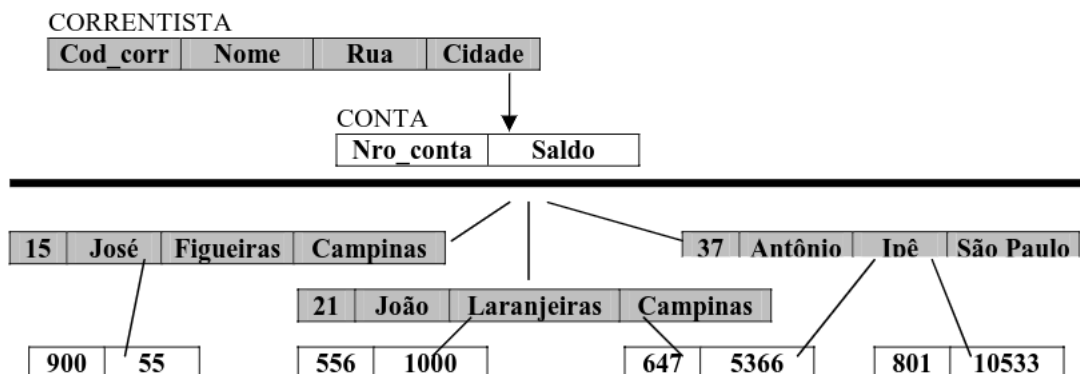 CORRENTISTA
Cod_corr Nome Rua Cidade
CONTA
Nro_conta Saldo
15 José Figueiras Campinas
37 Antônio Ipê São Paulo
21 João Laranjeiras Campinas
900 55
556 1000
647 5366
801 10533